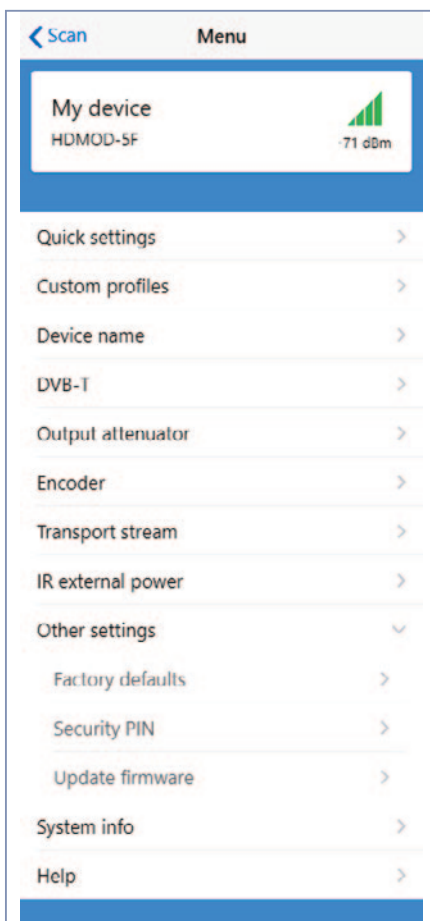 Scan Menu
My device
HDMOD-5F
-71 dBm
Quick settings
Custom profiles
Device name
DVB-T
Output attenuator
Encoder
Transport stream
IR external power
Other settings
Factory defaults
Security PIN
Update firmware
System info
Help